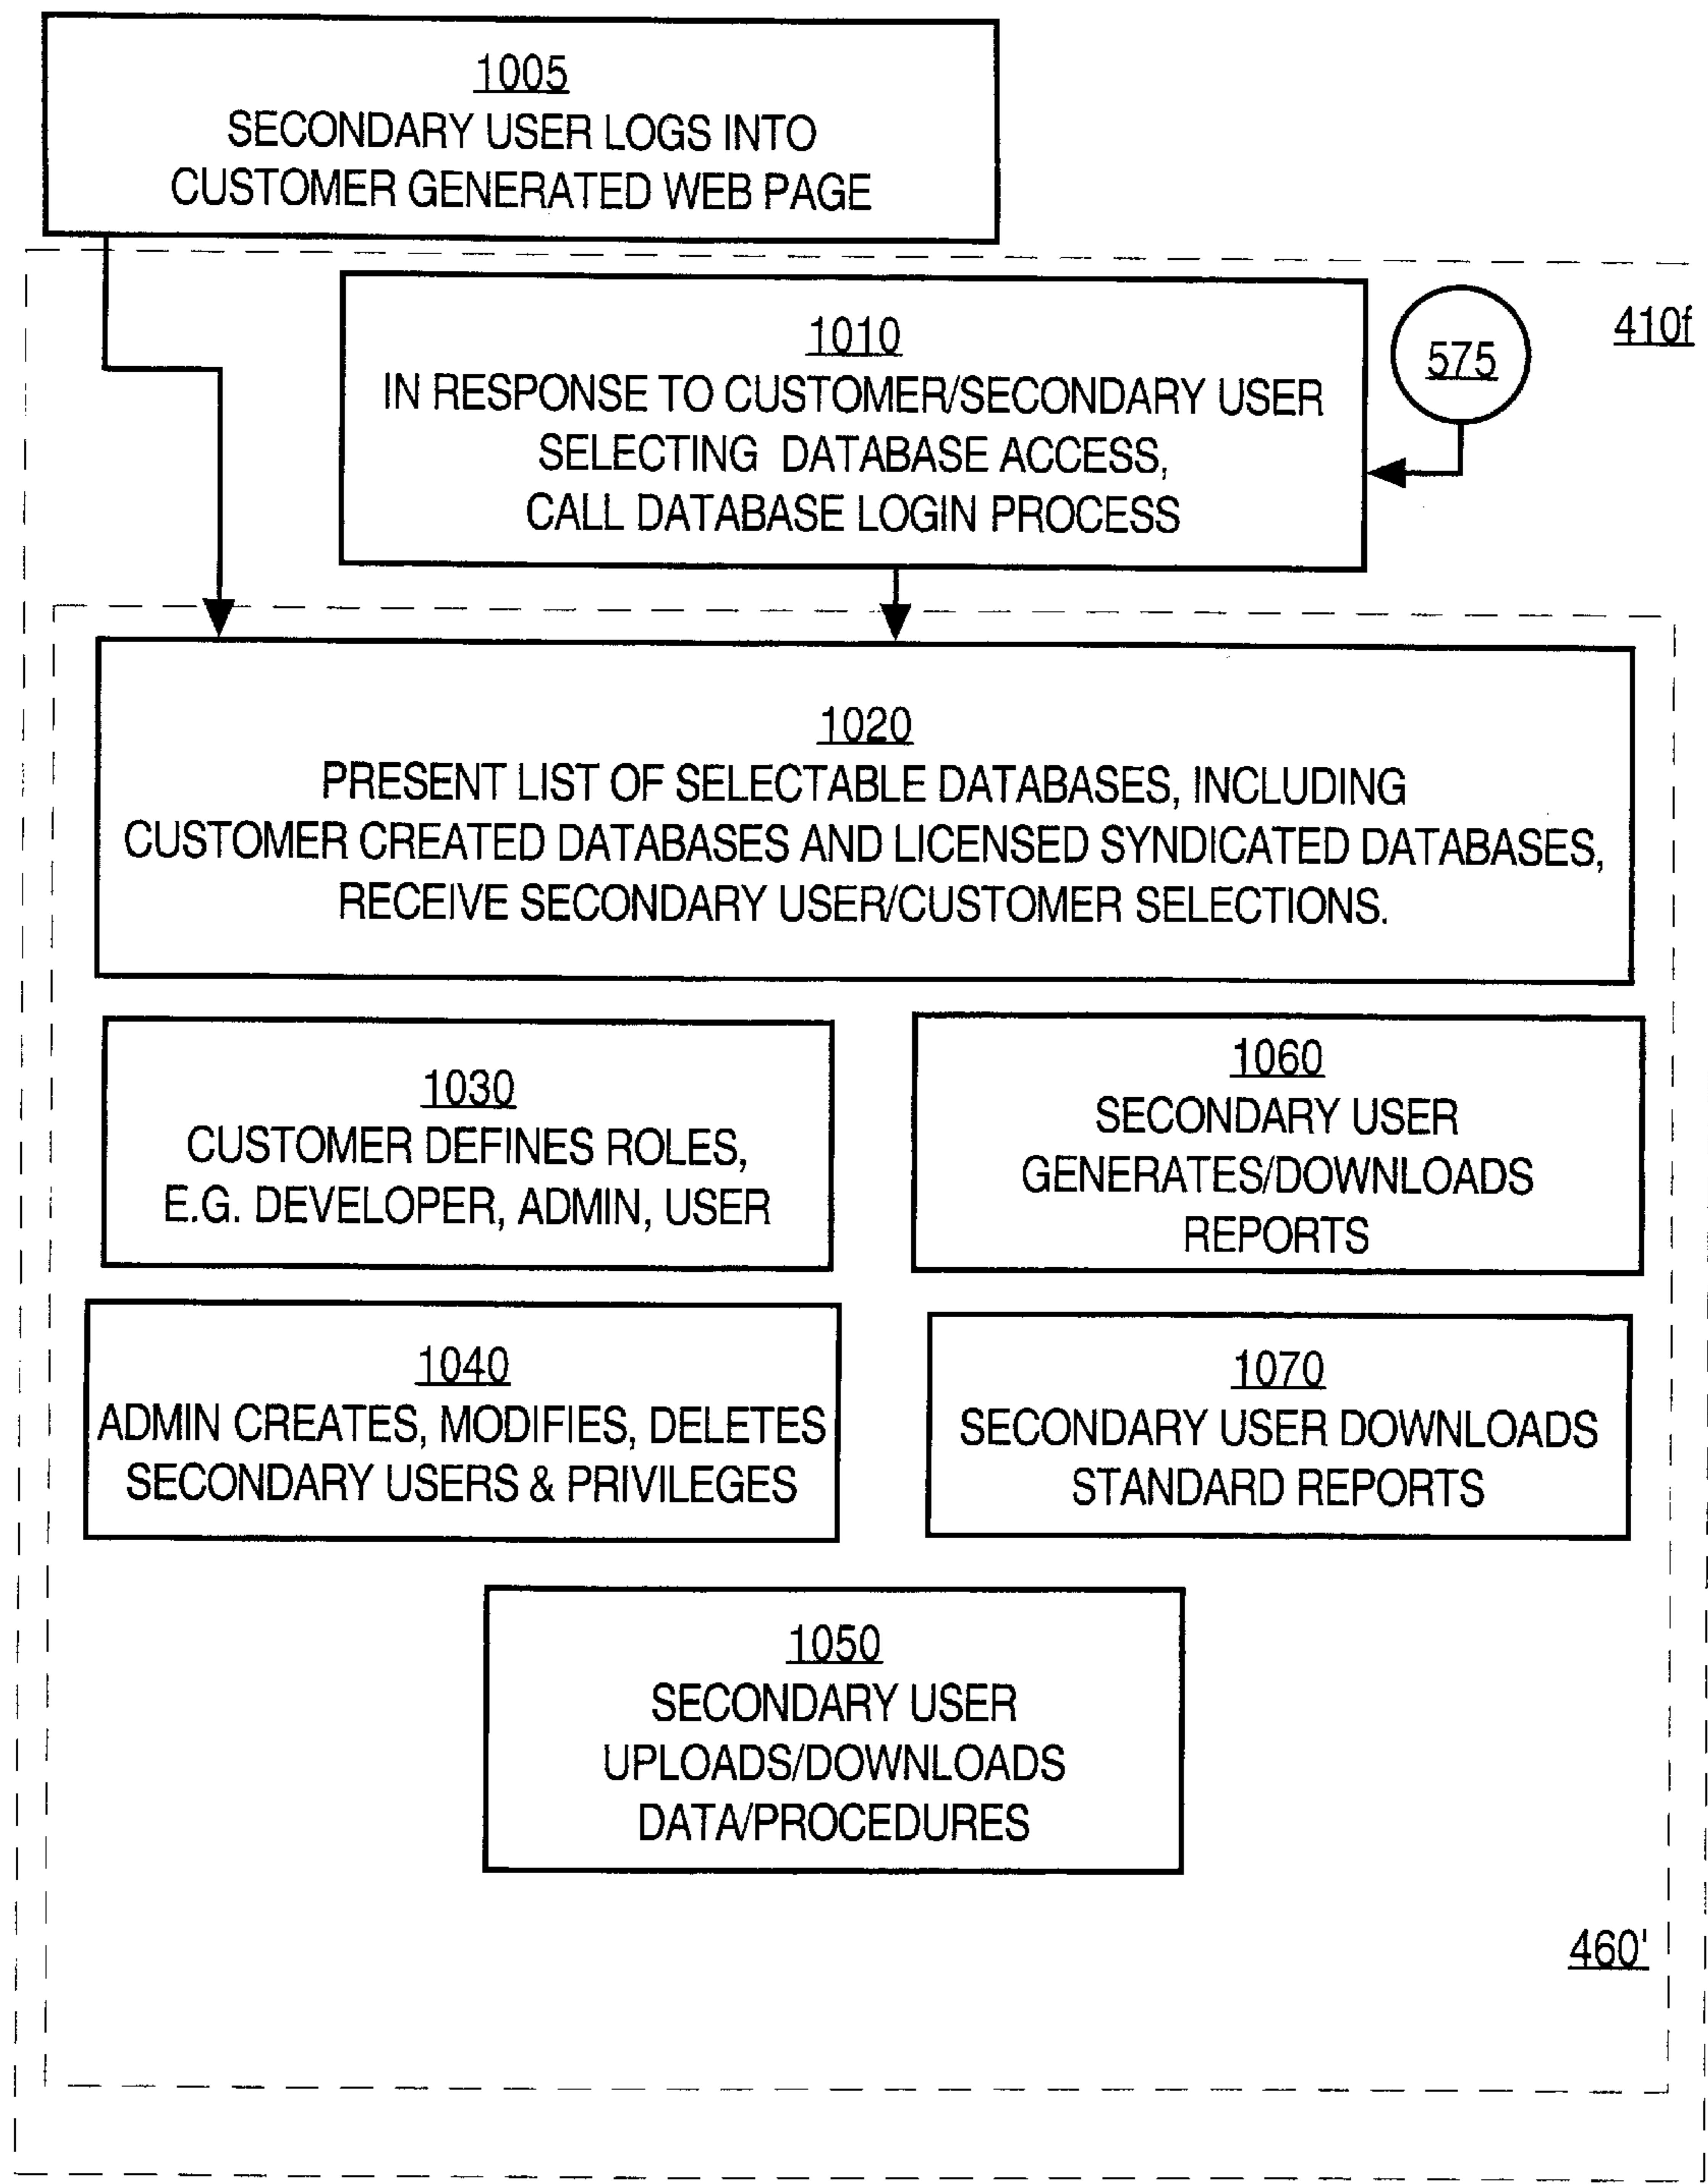 1005
SECONDARY USER LOGS INTO
CUSTOMER GENERATED WEB PAGE
410f
1010
IN RESPONSE TO CUSTOMER/SECONDARY USER
SELECTING DATABASE ACCESS,
CALL DATABASE LOGIN PROCESS
575
1020
PRESENT LIST OF SELECTABLE DATABASES, INCLUDING
CUSTOMER CREATED DATABASES AND LICENSED SYNDICATED DATABASES,
RECEIVE SECONDARY USER/CUSTOMER SELECTIONS.
1030
CUSTOMER DEFINES ROLES,
E.G. DEVELOPER, ADMIN, USER
1060
SECONDARY USER
GENERATES/DOWNLOADS
REPORTS
1040
ADMIN CREATES, MODIFIES, DELETES
SECONDARY USERS & PRIVILEGES
1070
SECONDARY USER DOWNLOADS
STANDARD REPORTS
1050
SECONDARY USER
UPLOADS/DOWNLOADS
DATA/PROCEDURES
460'